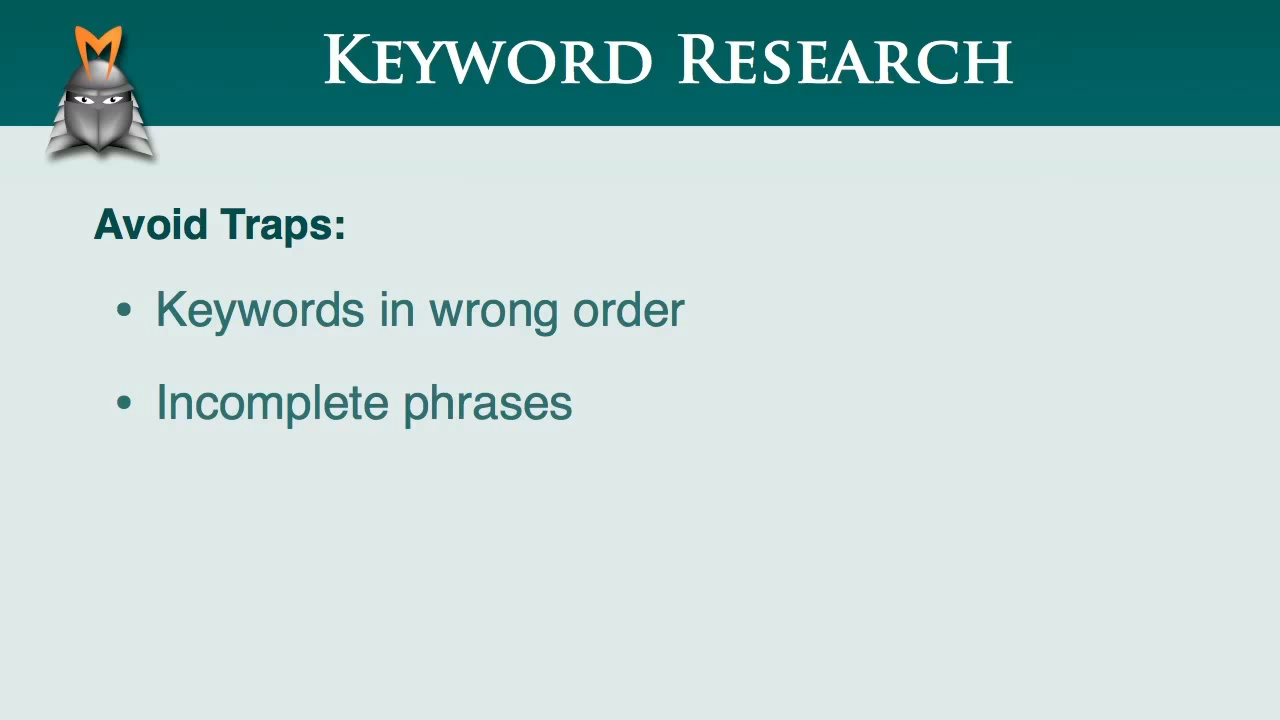 KEYWORD RESEARCH
Avoid Traps:
• Keywords in wrong order
• Incomplete phrases